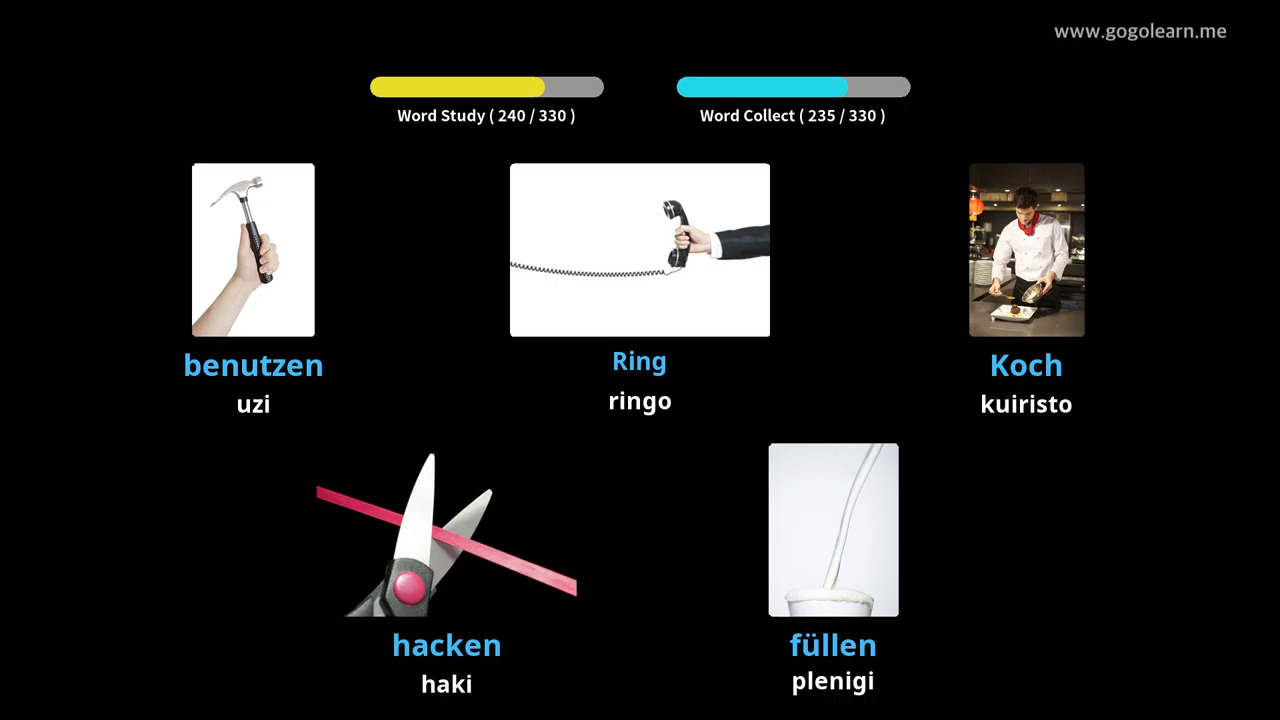 www.gogolearn.me
Word Study ( 240 / 330 )
Word Collect ( 235 / 330 )
benutzen
uzi
Ring
ringo
Koch
kuiristo
hacken
haki
füllen
plenigi